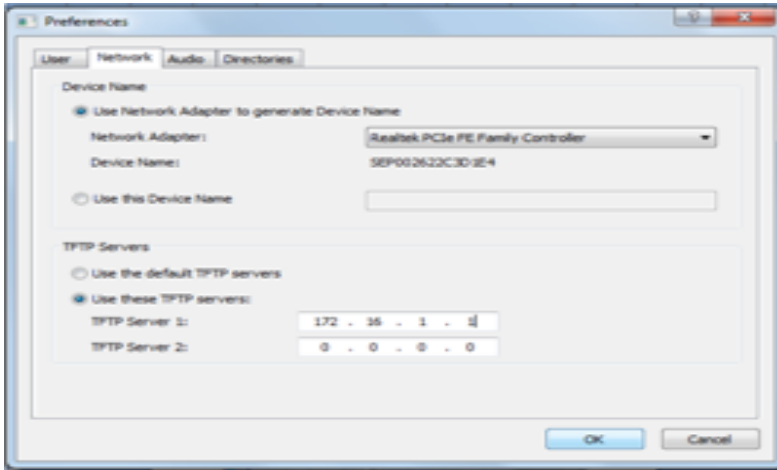 Preferences
User Network Audio Directories
Device Name
Use Network Adapter to generate Device Name
Network Adapter: Realtek PCIe FE Family Controller
Device Name: SEP002622C3D1E4
Use this Device Name
TFTP Servers
Use the default TFTP servers
Use these TFTP servers:
TFTP Server 1: 172 . 16 . 1 . 1
TFTP Server 2: 0 . 0 . 0 . 0
OK Cancel